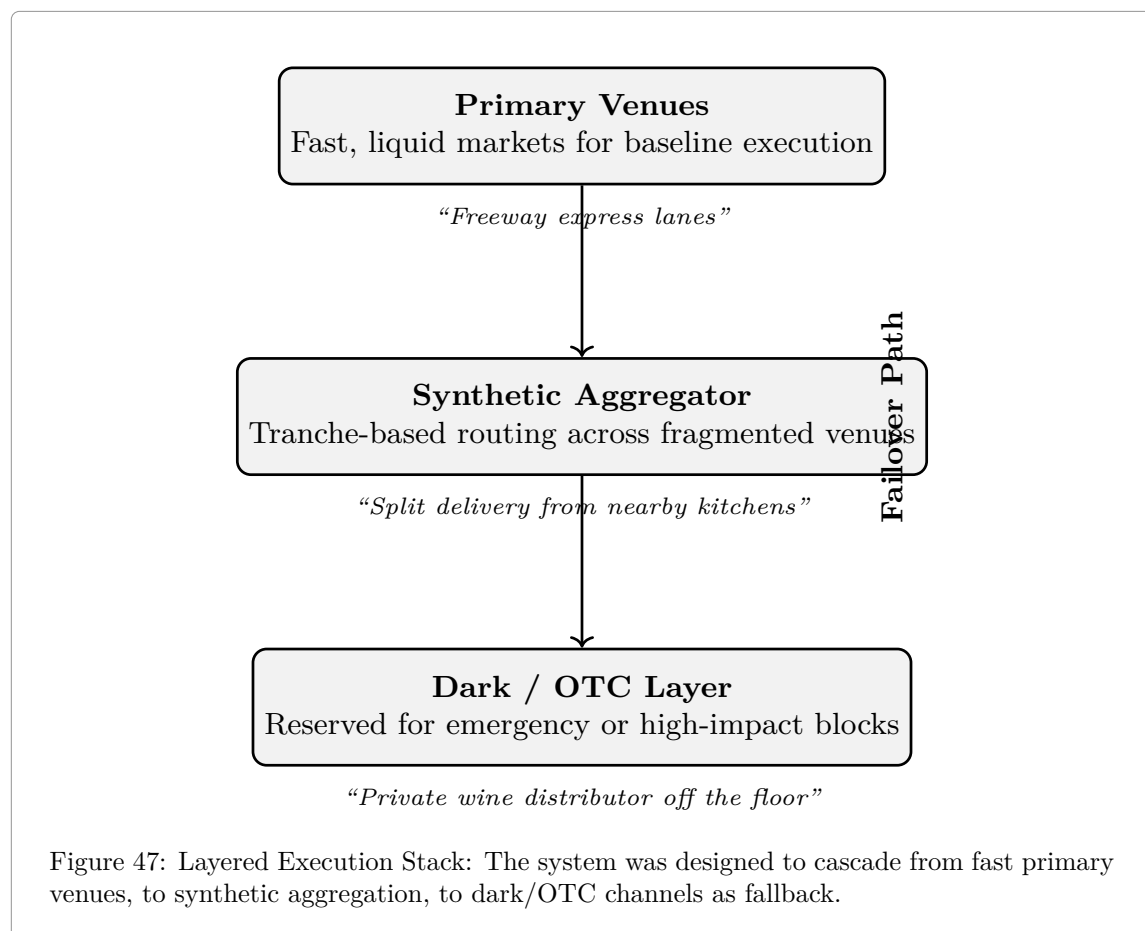 Primary Venues
Fast, liquid markets for baseline execution
“Freeway express lanes”
Failover Path
Synthetic Aggregator
Tranche-based routing across fragmented venues
“Split delivery from nearby kitchens”
Dark / OTC Layer
Reserved for emergency or high-impact blocks
“Private wine distributor off the floor”
Figure 47: Layered Execution Stack: The system was designed to cascade from fast primary
venues, to synthetic aggregation, to dark/OTC channels as fallback.